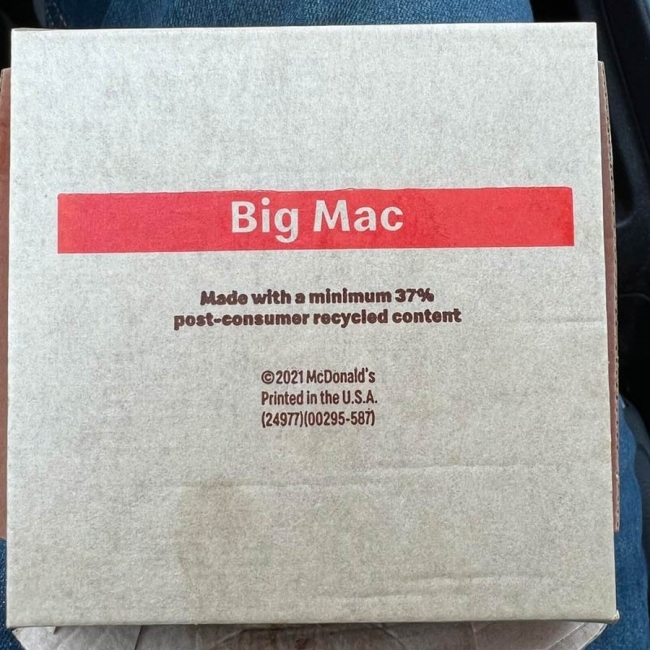 Big Mac
Made with a minimum 37%
post-consumer recycled content
©2021 McDonald's
Printed in the U.S.A.
(24977)(00295-587)